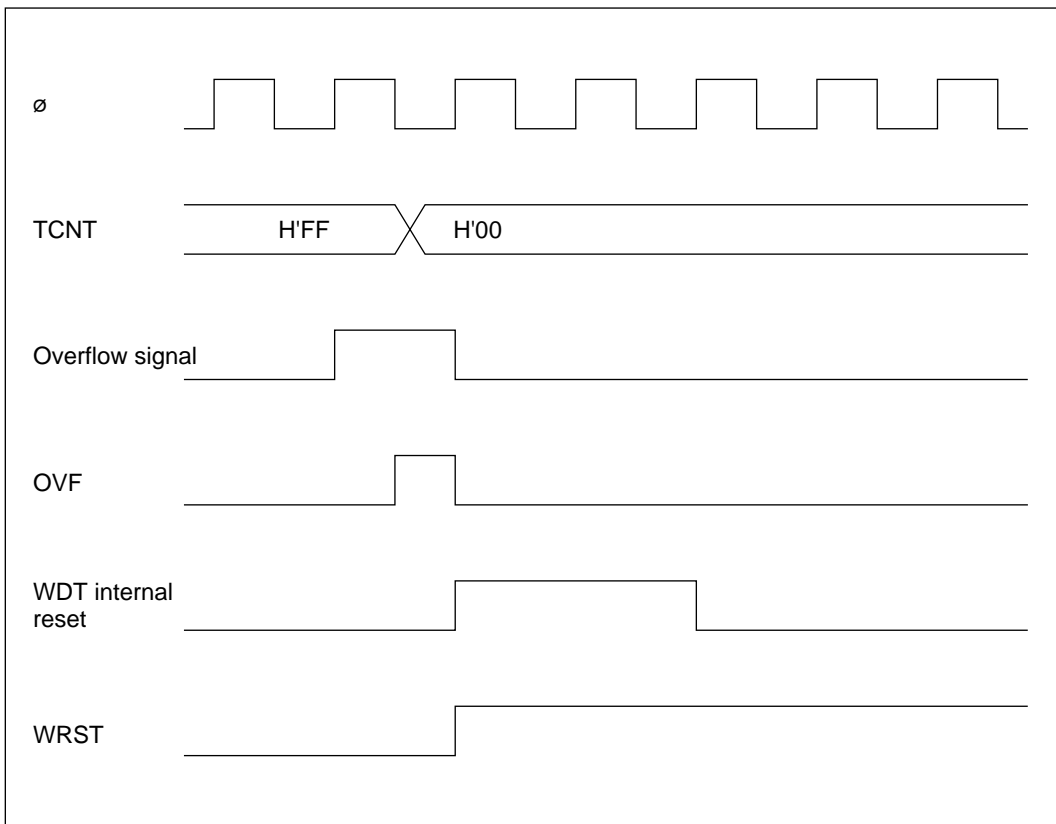 ø
TCNT H'FF H'00
Overflow signal
OVF
WDT internal
reset
WRST